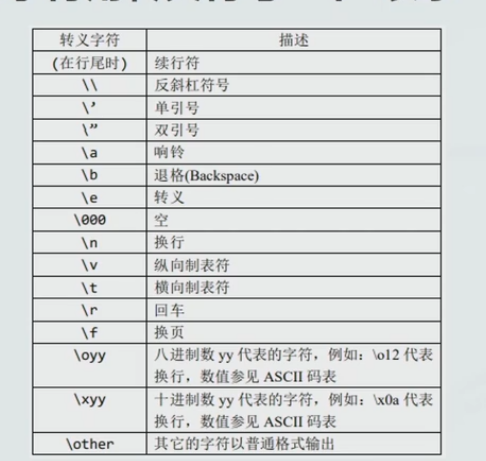 转义字符 描述
(在行尾时) 续行符
\\ 反斜杠符号
\’ 单引号
\” 双引号
\a 响铃
\b 退格(Backspace)
\e 转义
\000 空
\n 换行
\v 纵向制表符
\t 横向制表符
\r 回车
\f 换页
\oyy 八进制数 yy 代表的字符，例如：\o12 代表
换行，数值参见 ASCII 码表
\xyy 十进制数 yy 代表的字符，例如：\x0a 代表
换行，数值参见 ASCII 码表
\other 其它的字符以普通格式输出